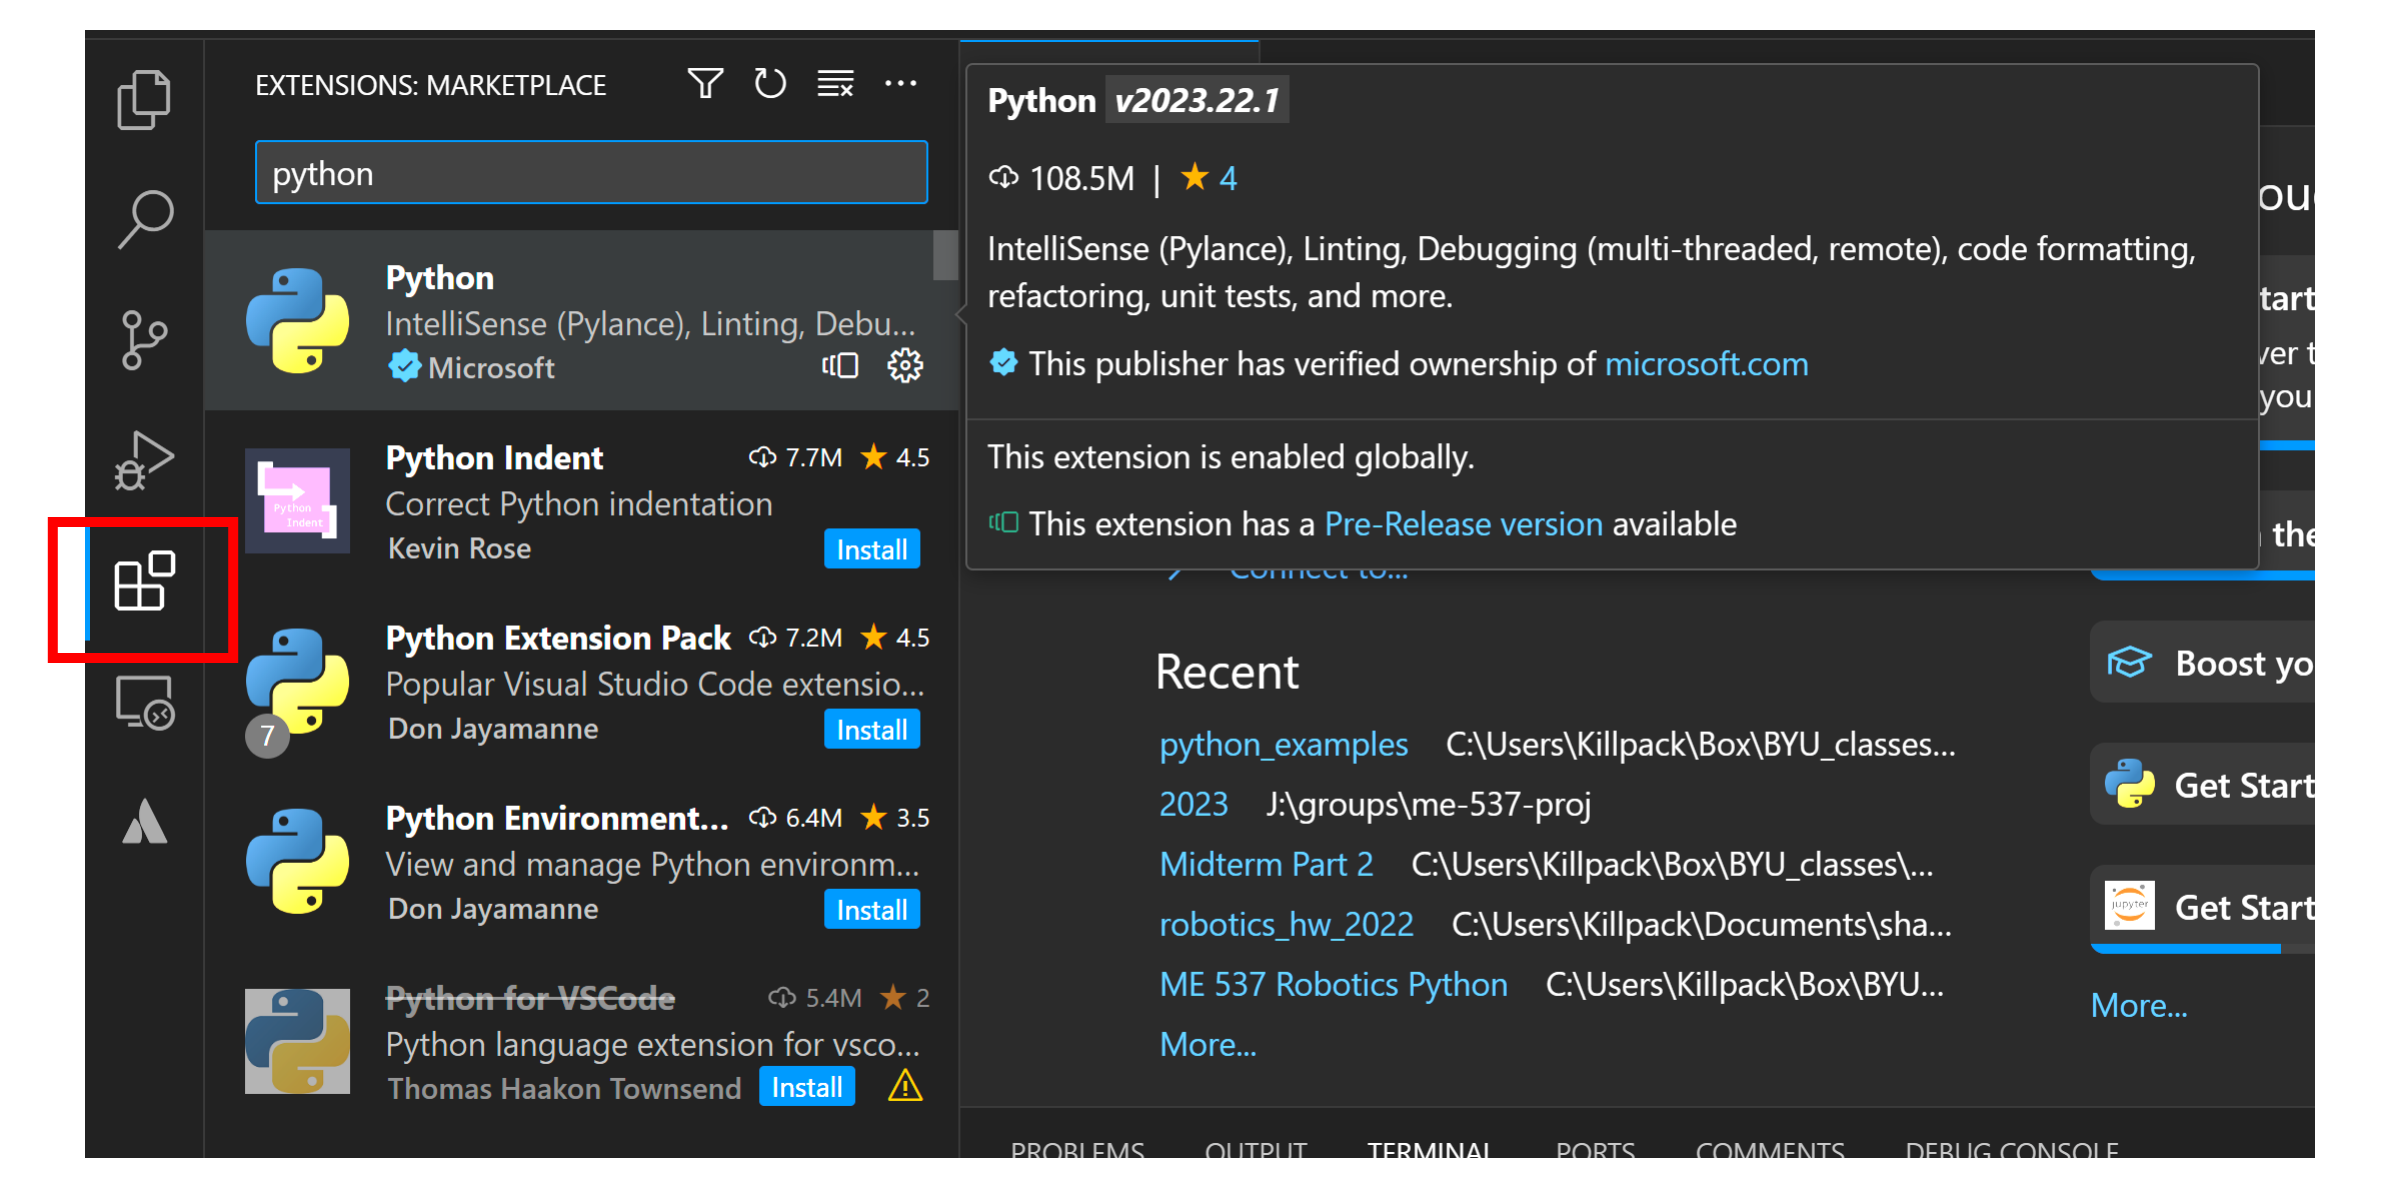 EXTENSIONS: MARKETPLACE
python
Python
IntelliSense (Pylance), Linting, Debu...
Microsoft
Python Indent 7.7M 4.5
Correct Python indentation
Python
Indent
Kevin Rose Install
Python Extension Pack 7.2M 4.5
Popular Visual Studio Code extensio...
7
Don Jayamanne Install
Python Environment... 6.4M 3.5
View and manage Python environm...
Don Jayamanne Install
Python for VSCode 5.4M 2
Python language extension for vsco...
Thomas Haakon Townsend Install
Python v2023.22.1
108.5M | 4
IntelliSense (Pylance), Linting, Debugging (multi-threaded, remote), code formatting,
refactoring, unit tests, and more.
This publisher has verified ownership of microsoft.com
This extension is enabled globally.
This extension has a Pre-Release version available
Connect to...
Recent
python_examples C:\Users\Killpack\Box\BYU_classes...
2023 J:\groups\me-537-proj
Midterm Part 2 C:\Users\Killpack\Box\BYU_classes\...
robotics_hw_2022 C:\Users\Killpack\Documents\sha...
ME 537 Robotics Python C:\Users\Killpack\Box\BYU...
More...
you
the
Boost yo
Get Start
jupyter
Get Start
More...
PROBLEMS OUTPUT TERMINAL PORTS COMMENTS DEBUG CONSOLE